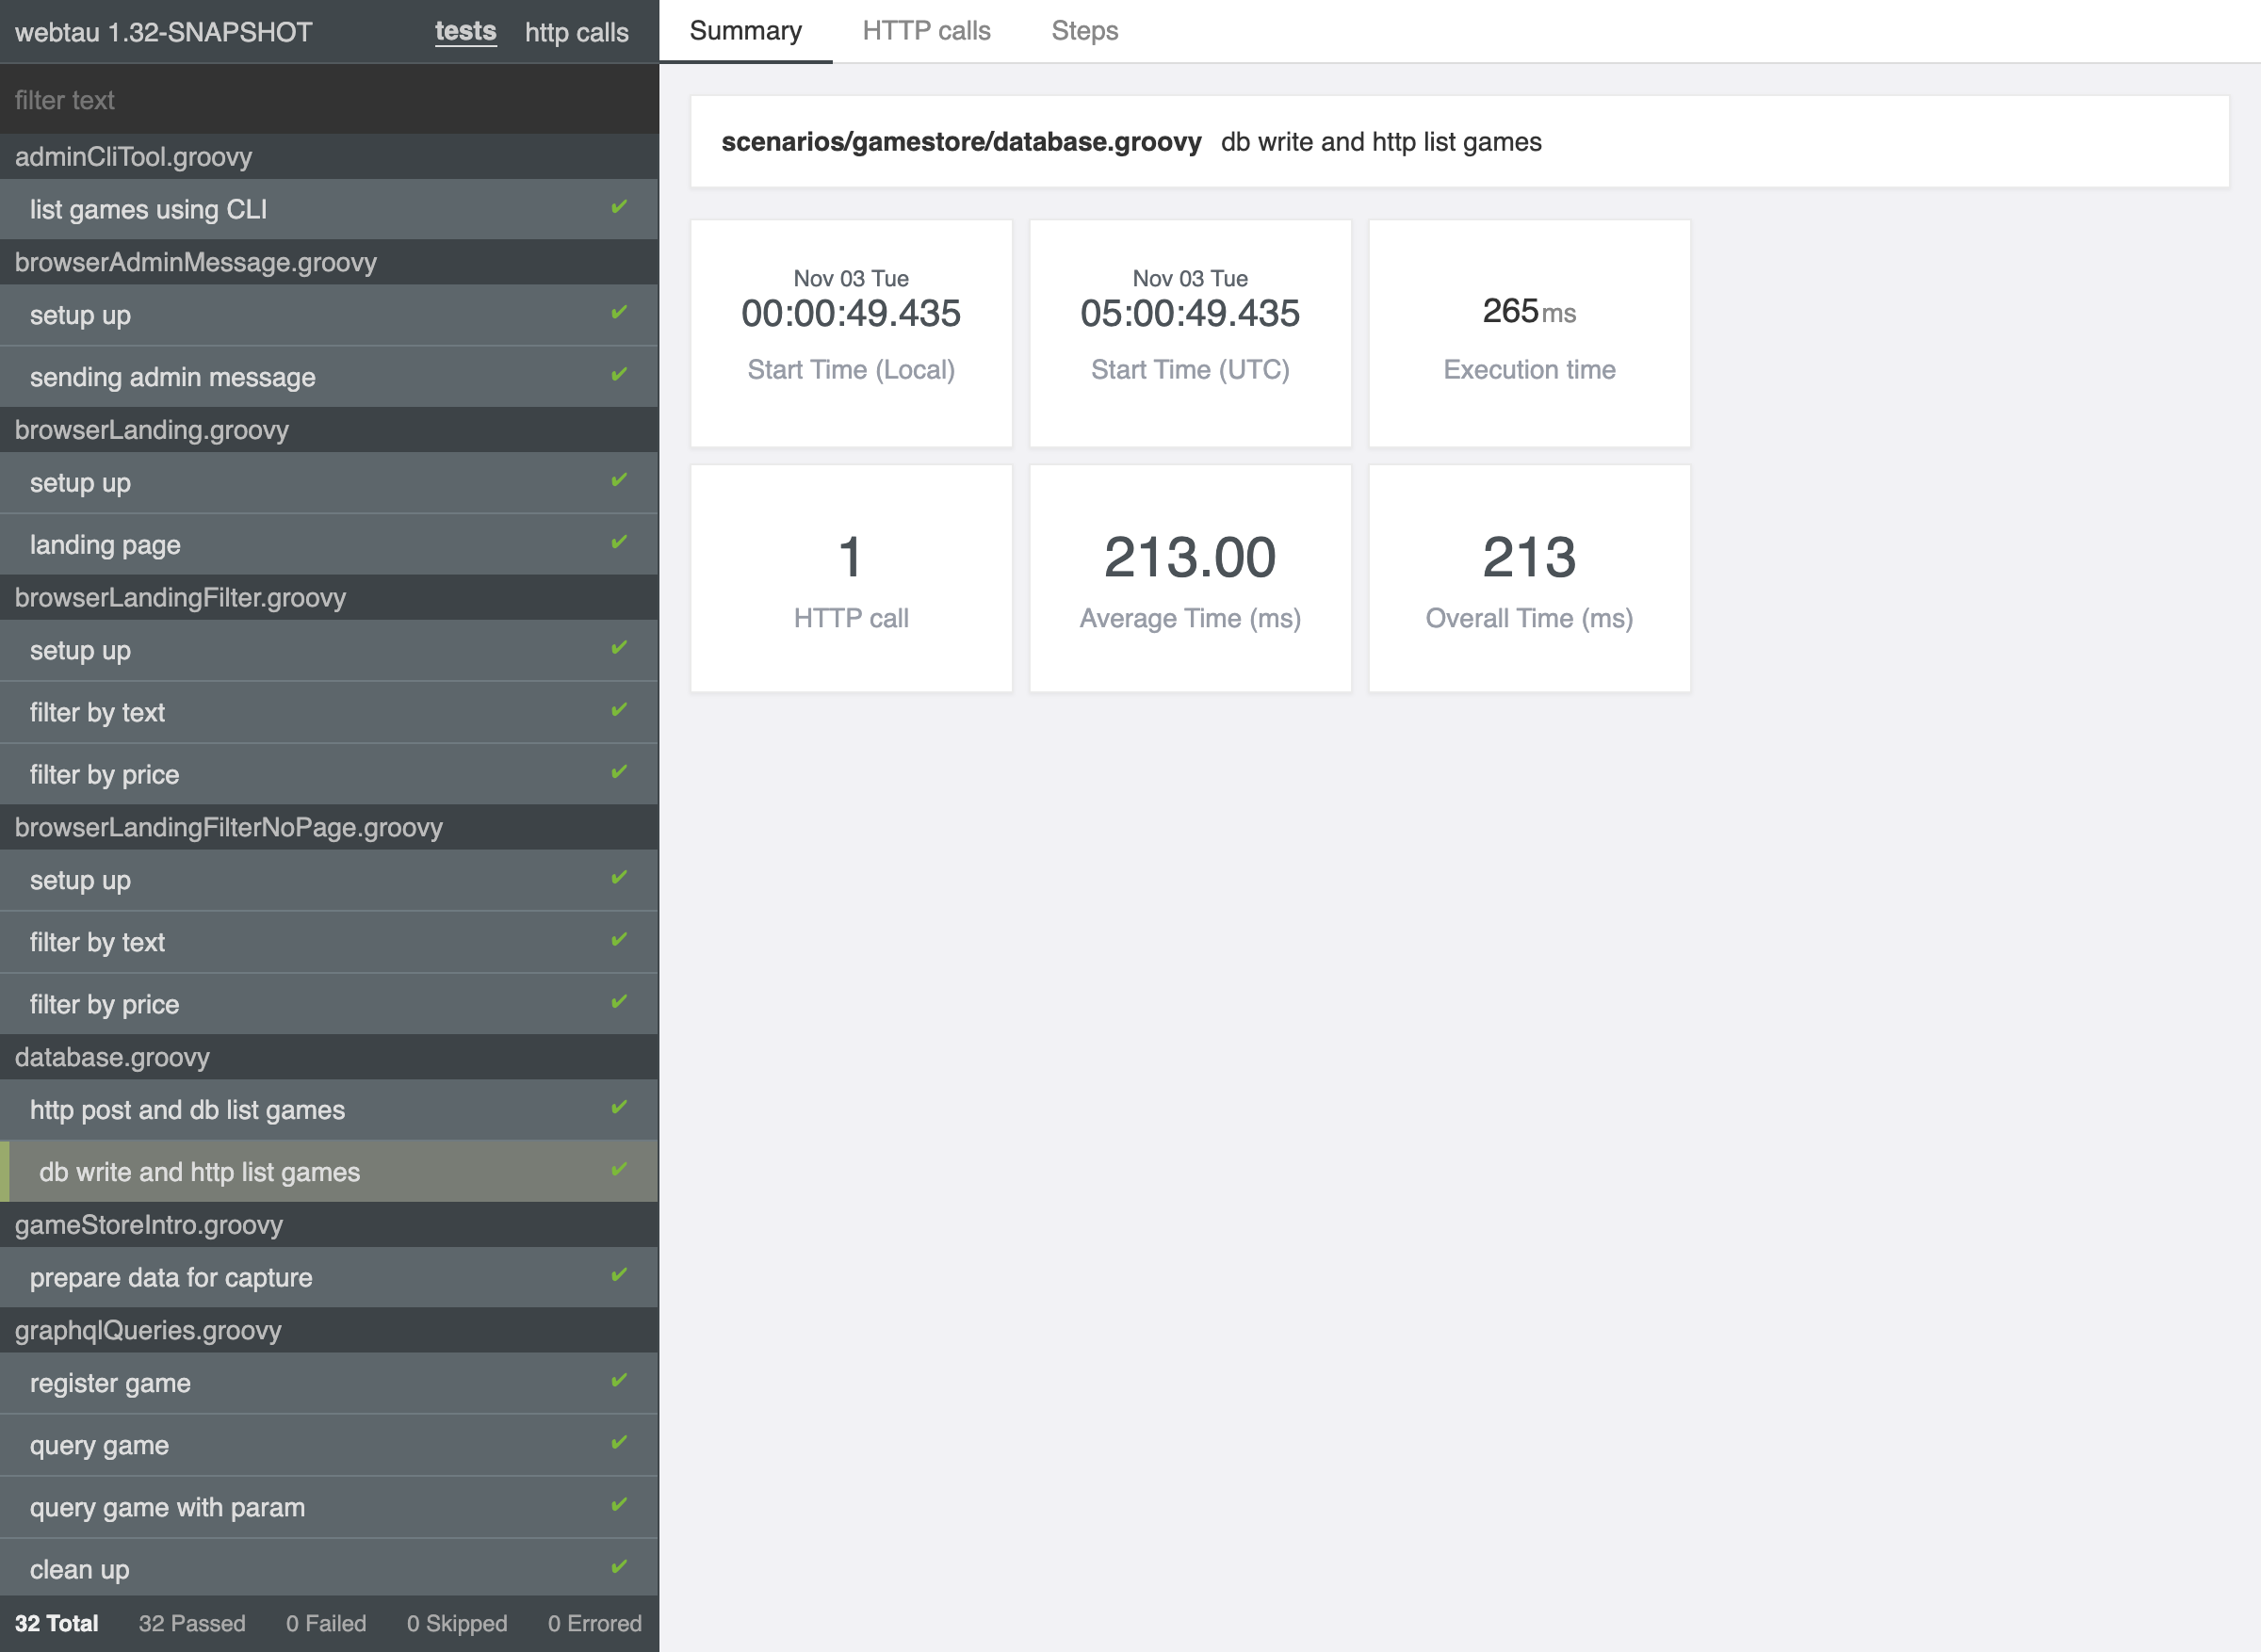 webtau 1.32-SNAPSHOT tests http calls
filter text
adminCliTool.groovy
list games using CLI ✔
browserAdminMessage.groovy
setup up ✔
sending admin message ✔
browserLanding.groovy
setup up ✔
landing page ✔
browserLandingFilter.groovy
setup up ✔
filter by text ✔
filter by price ✔
browserLandingFilterNoPage.groovy
setup up ✔
filter by text ✔
filter by price ✔
database.groovy
http post and db list games ✔
db write and http list games ✔
gameStoreIntro.groovy
prepare data for capture ✔
graphqlQueries.groovy
register game ✔
query game ✔
query game with param ✔
clean up ✔
32 Total 32 Passed 0 Failed 0 Skipped 0 Errored
Summary HTTP calls Steps
scenarios/gamestore/database.groovy db write and http list games
Nov 03 Tue
00:00:49.435
Start Time (Local)
Nov 03 Tue
05:00:49.435
Start Time (UTC)
265 ms
Execution time
1
HTTP call
213.00
Average Time (ms)
213
Overall Time (ms)